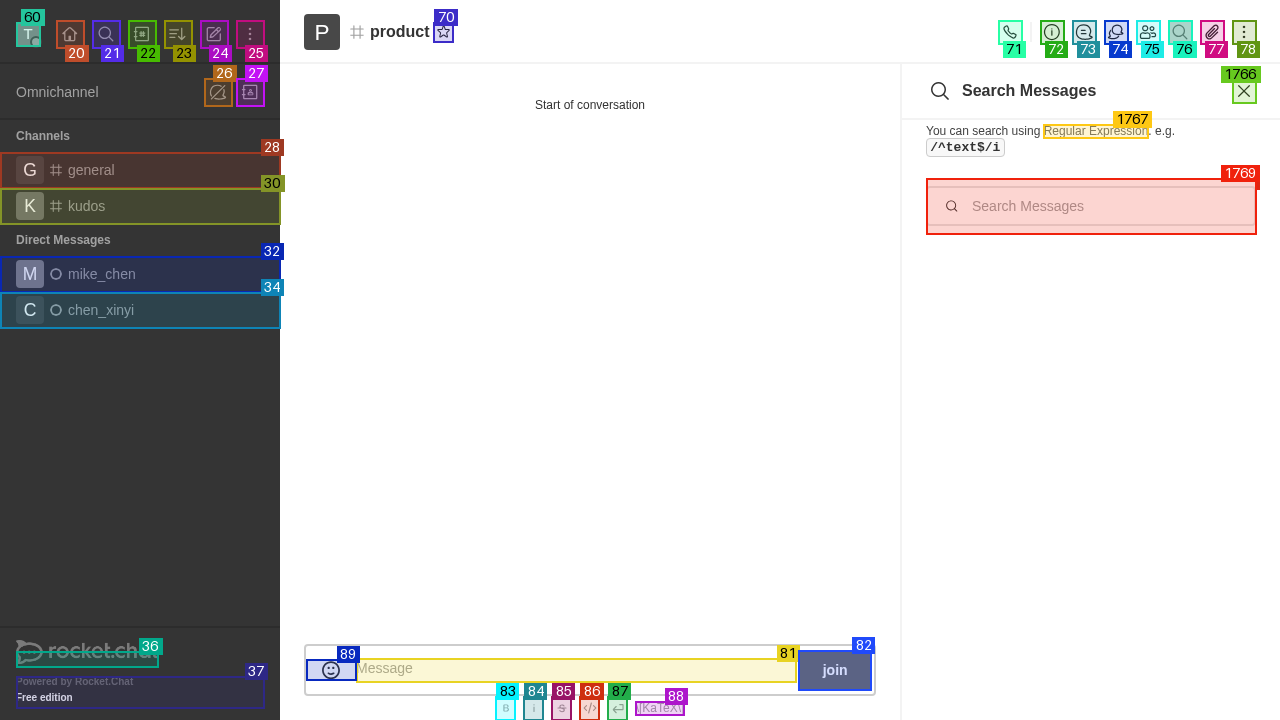 60
T
20
21
22
23
24
25
Omnichannel
26
27
Channels
28
G general
30
K kudos
Direct Messages
32
M mike_chen
34
C chen_xinyi
rocket.chat
36
37
Powered by Rocket.Chat
Free edition
P product
70
71
72
73
74
75
76
77
78
Start of conversation
Search Messages
1766
1767
You can search using Regular Expression. e.g.
/^text$/i
1769
Search Messages
89
Message
81
82
join
83
84
85
86
87
88
B
i
S
</>
\[KaTeX\]